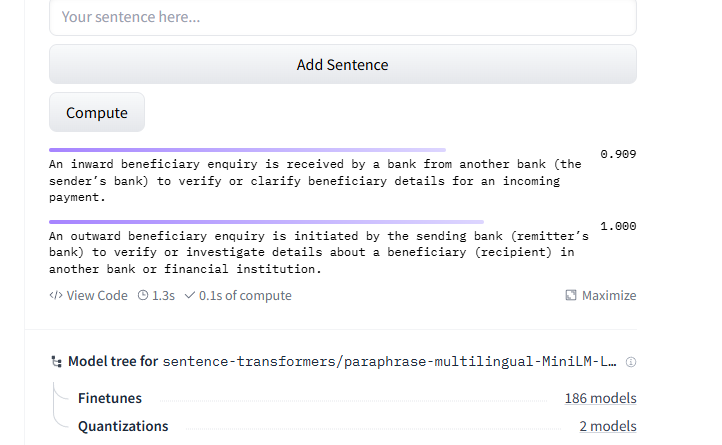 Your sentence here...
Add Sentence
Compute
An inward beneficiary enquiry is received by a bank from another bank (the 0.909
sender's bank) to verify or clarify beneficiary details for an incoming
payment.
An outward beneficiary enquiry is initiated by the sending bank (remitter's 1.000
bank) to verify or investigate details about a beneficiary (recipient) in
another bank or financial institution.
</> View Code 1.3s 0.1s of compute Maximize
Model tree for sentence-transformers/paraphrase-multilingual-MiniLM-L…
Finetunes 186 models
Quantizations 2 models